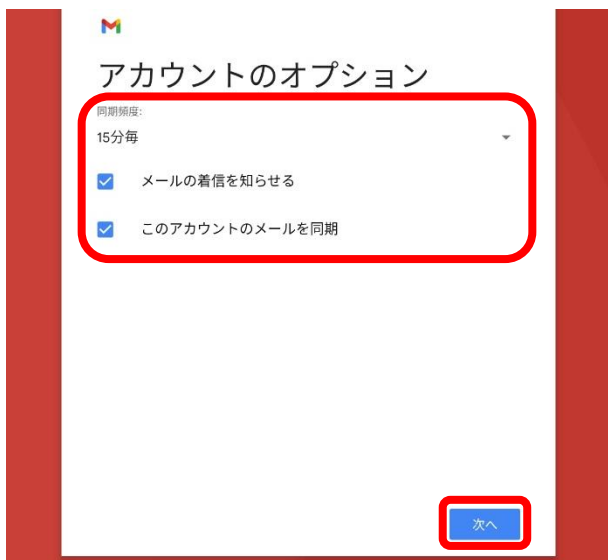 アカウントのオプション
同期頻度:
15分毎
メールの着信を知らせる
このアカウントのメールを同期
次へ